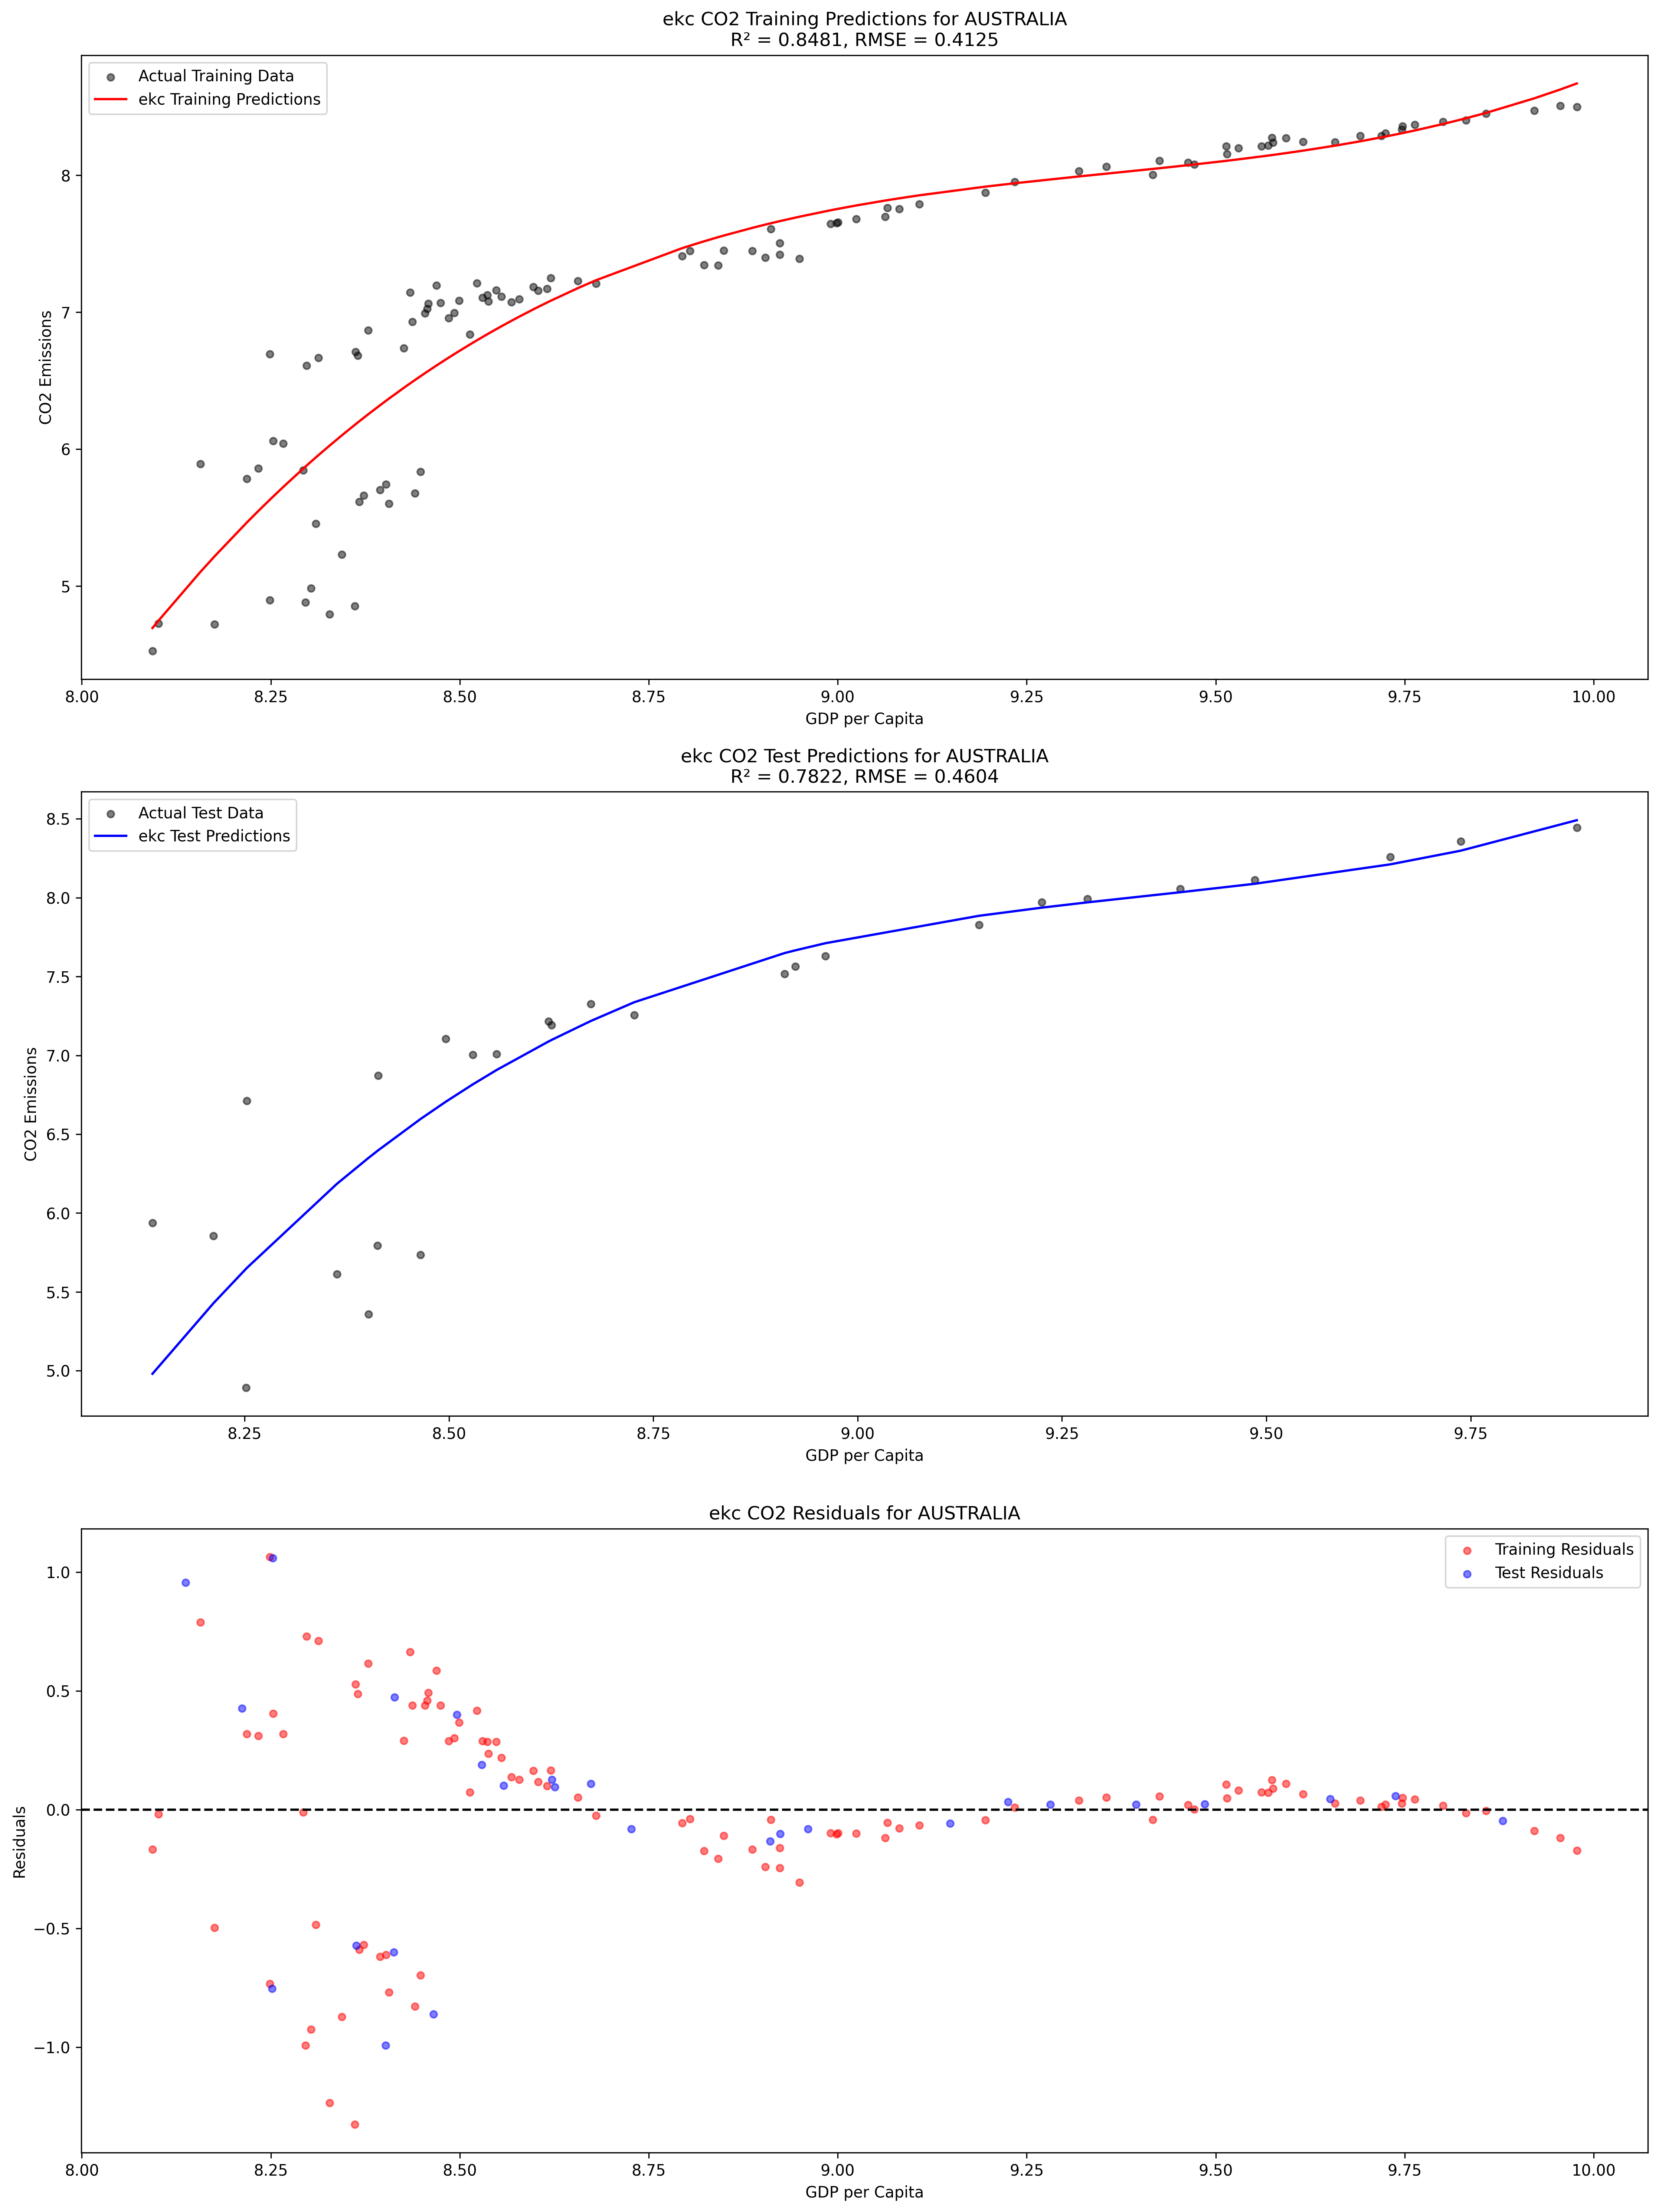 ekc CO2 Training Predictions for AUSTRALIA
R² = 0.8481, RMSE = 0.4125
Actual Training Data
ekc Training Predictions
CO2 Emissions
8
7
6
5
8.00 8.25 8.50 8.75 9.00 9.25 9.50 9.75 10.00
GDP per Capita
ekc CO2 Test Predictions for AUSTRALIA
R² = 0.7822, RMSE = 0.4604
Actual Test Data
ekc Test Predictions
CO2 Emissions
8.5
8.0
7.5
7.0
6.5
6.0
5.5
5.0
8.25 8.50 8.75 9.00 9.25 9.50 9.75
GDP per Capita
ekc CO2 Residuals for AUSTRALIA
Training Residuals
Test Residuals
Residuals
1.0
0.5
0.0
−0.5
−1.0
8.00 8.25 8.50 8.75 9.00 9.25 9.50 9.75 10.00
GDP per Capita